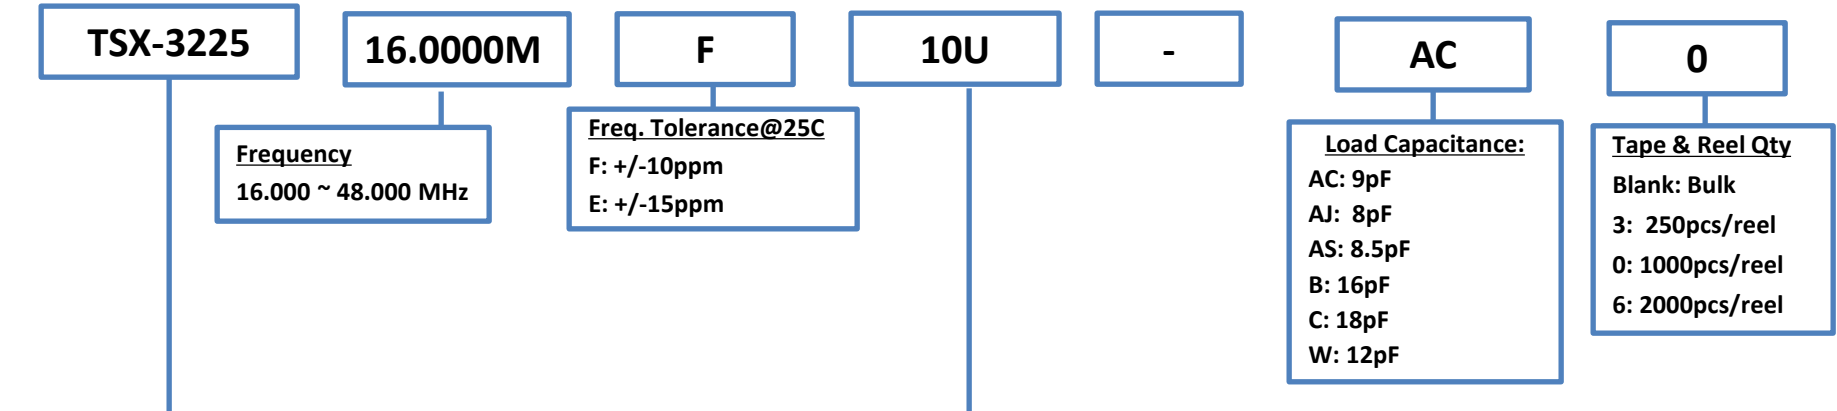 TSX-3225
16.0000M
F
10U
-
AC
0
Frequency
16.000 ~ 48.000 MHz
Freq. Tolerance@25C
F: +/-10ppm
E: +/-15ppm
Load Capacitance:
AC: 9pF
AJ: 8pF
AS: 8.5pF
B: 16pF
C: 18pF
W: 12pF
Tape & Reel Qty
Blank: Bulk
3: 250pcs/reel
0: 1000pcs/reel
6: 2000pcs/reel